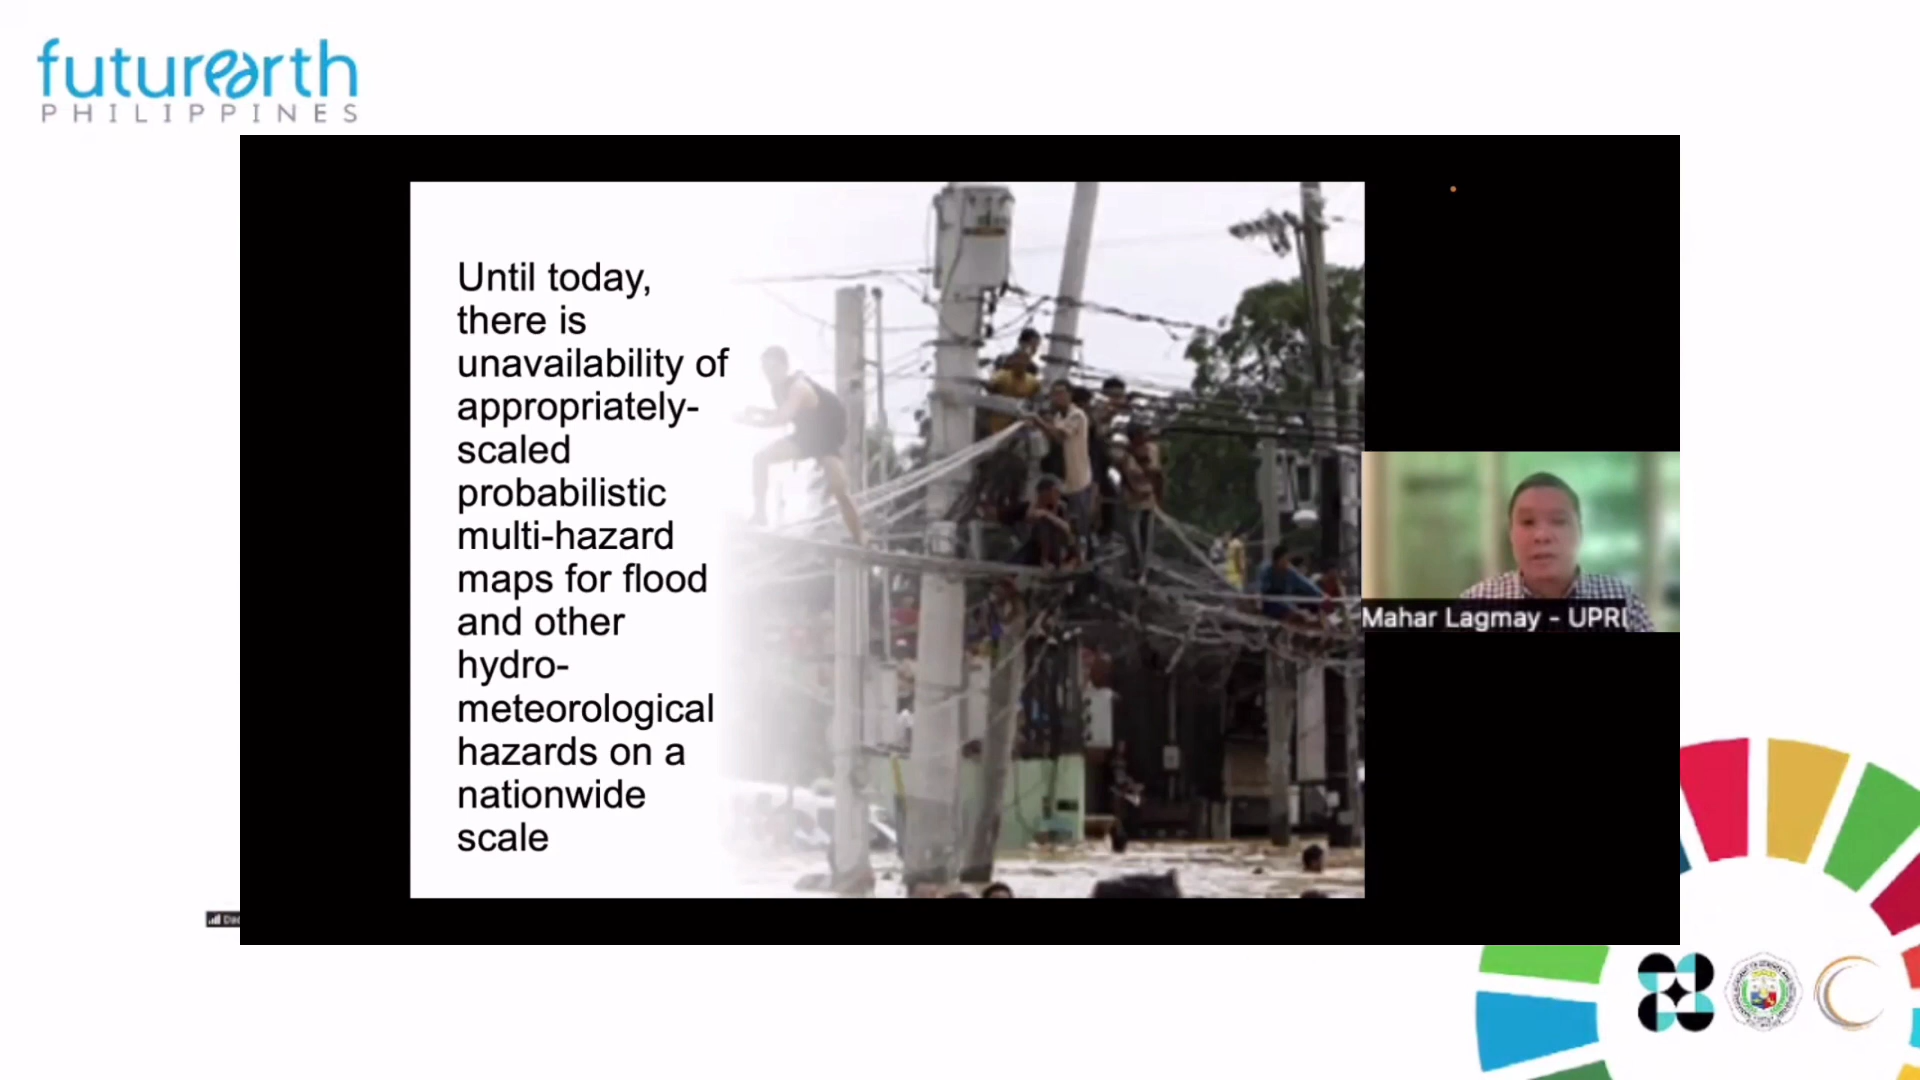 futurearth
PHILIPPINES
Until today,
there is
unavailability of
appropriately-
scaled
probabilistic
multi-hazard
maps for flood
and other
hydro-
meteorological
hazards on a
nationwide
scale
Mahar Lagmay - UPRI